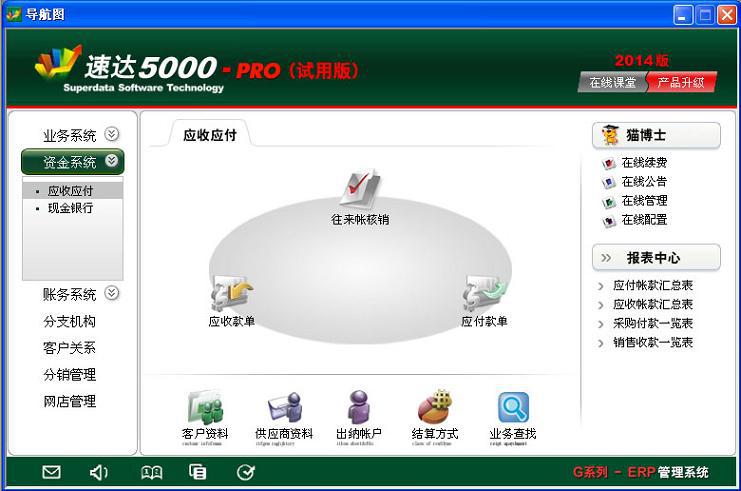 导航图
速达5000-PRO（试用版）
Superdata Software Technology
2014版
在线课堂 产品升级
业务系统
资金系统
应收应付
现金银行
账务系统
分支机构
客户关系
分销管理
网店管理
应收应付
往来帐核销
应收款单
应付款单
客户资料
供应商资料
出纳帐户
结算方式
业务查找
猫博士
在线续费
在线公告
在线管理
在线配置
报表中心
应付帐款汇总表
应收帐款汇总表
采购付款一览表
销售收款一览表
G系列 - ERP管理系统